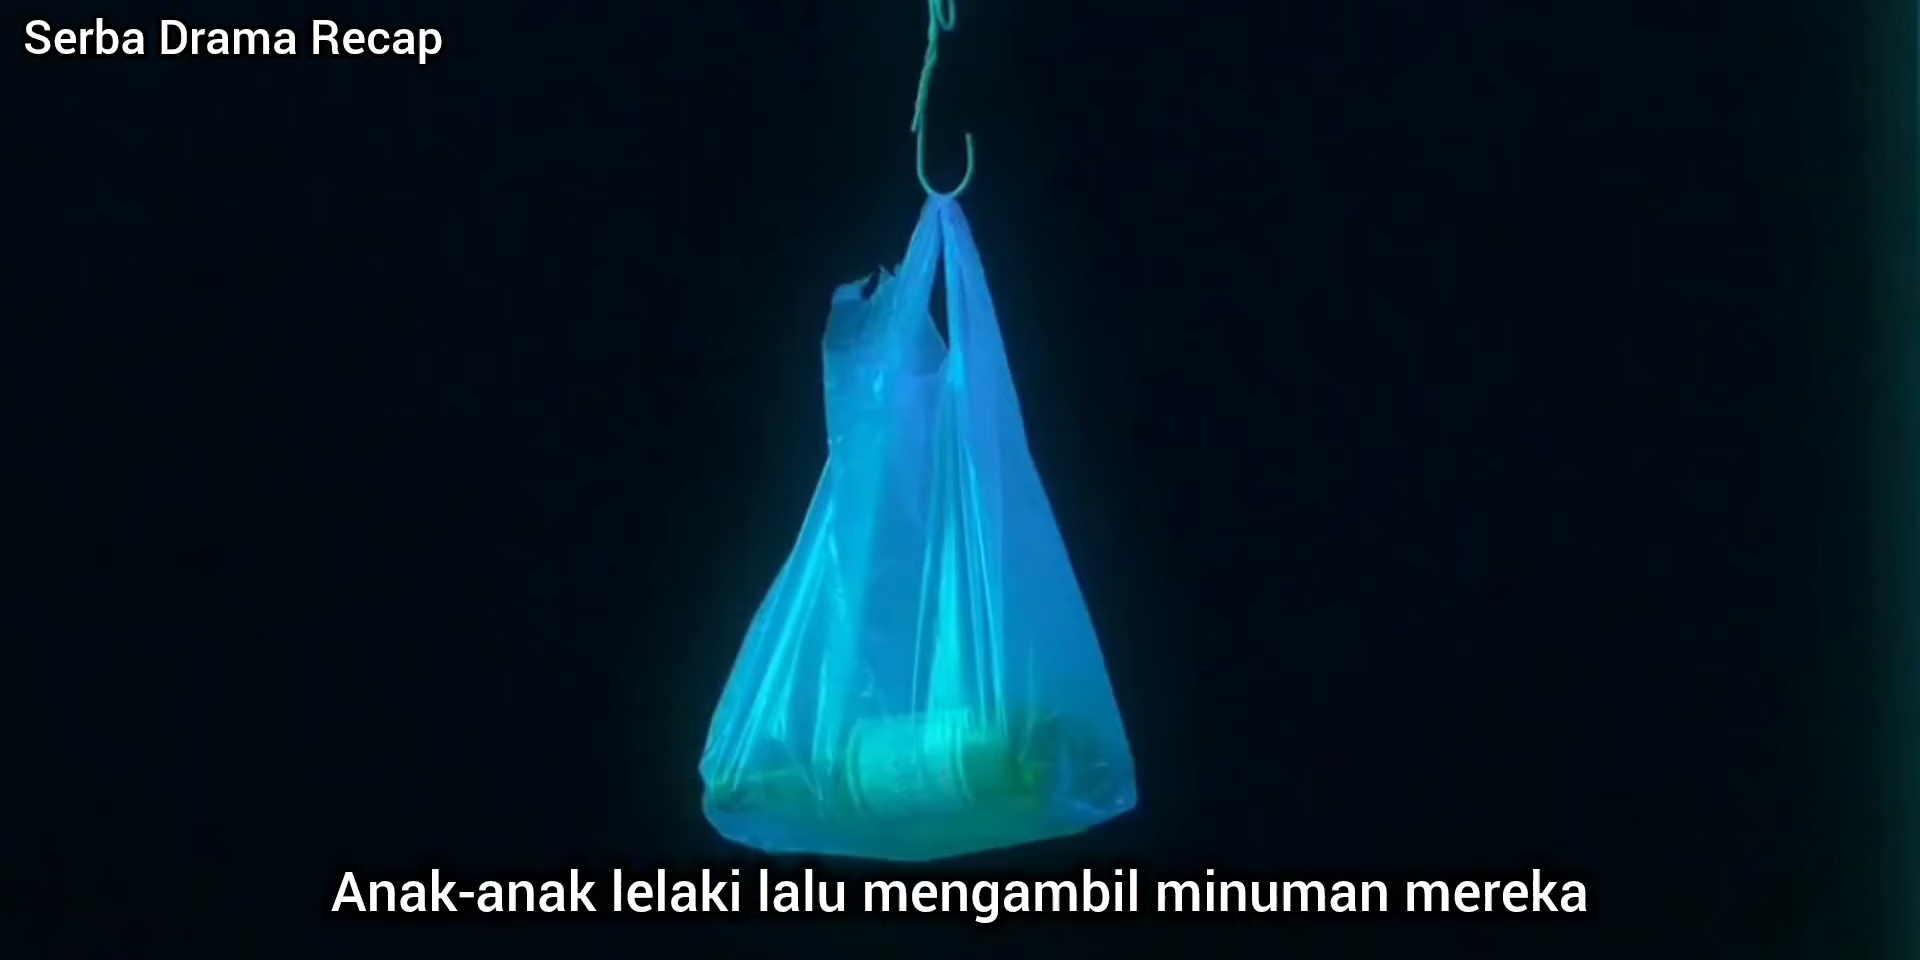 Serba Drama Recap
Anak-anak lelaki lalu mengambil minuman mereka